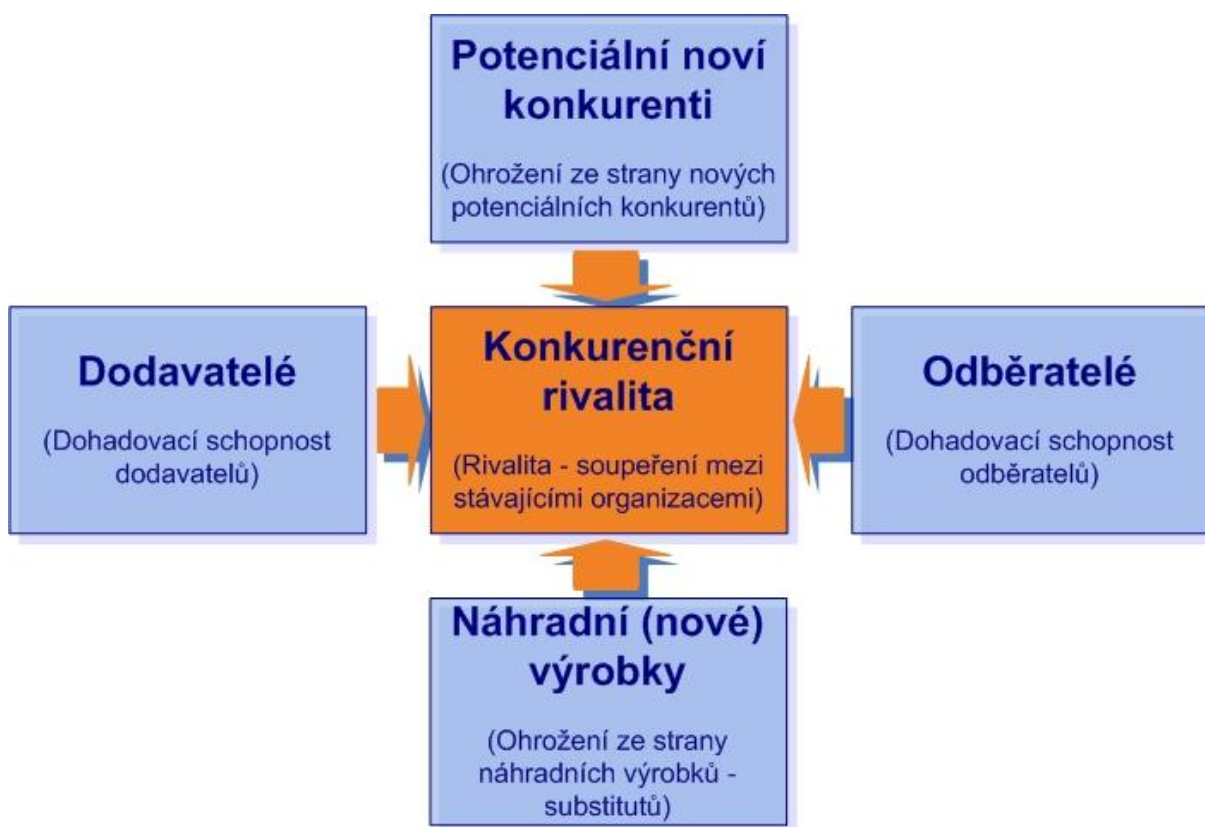 Potenciální noví
konkurenti
(Ohrožení ze strany nových
potenciálních konkurentů)
Dodavatelé
(Dohadovací schopnost
dodavatelů)
Konkurenční
rivalita
(Rivalita - soupeření mezi
stávajícími organizacemi)
Odběratelé
(Dohadovací schopnost
odběratelů)
Náhradní (nové)
výrobky
(Ohrožení ze strany
náhradních výrobků -
substitutů)